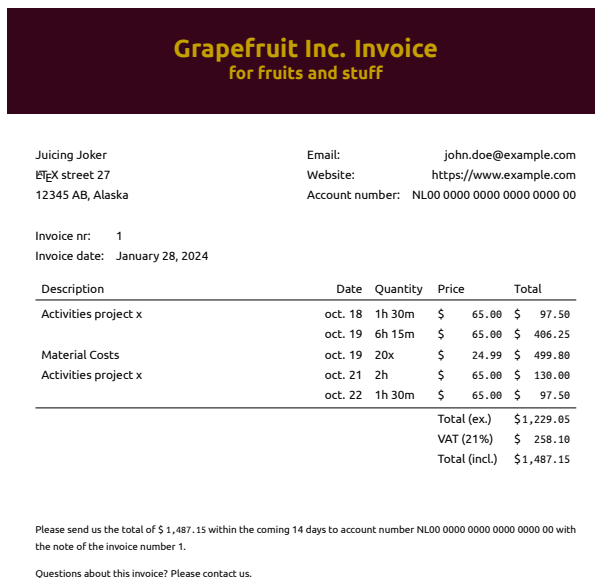 Grapefruit Inc. Invoice
for fruits and stuff
Juicing Joker
LATEX street 27
12345 AB, Alaska
Email: john.doe@example.com
Website: https://www.example.com
Account number: NL00 0000 0000 0000 0000 00
Invoice nr: 1
Invoice date: January 28, 2024
Description Date Quantity Price Total
Activities project x oct. 18 1h 30m $ 65.00 $ 97.50
oct. 19 6h 15m $ 65.00 $ 406.25
Material Costs oct. 19 20x $ 24.99 $ 499.80
Activities project x oct. 21 2h $ 65.00 $ 130.00
oct. 22 1h 30m $ 65.00 $ 97.50
Total (ex.) $1,229.05
VAT (21%) $ 258.10
Total (incl.) $1,487.15
Please send us the total of $ 1,487.15 within the coming 14 days to account number NL00 0000 0000 0000 0000 00 with
the note of the invoice number 1.
Questions about this invoice? Please contact us.